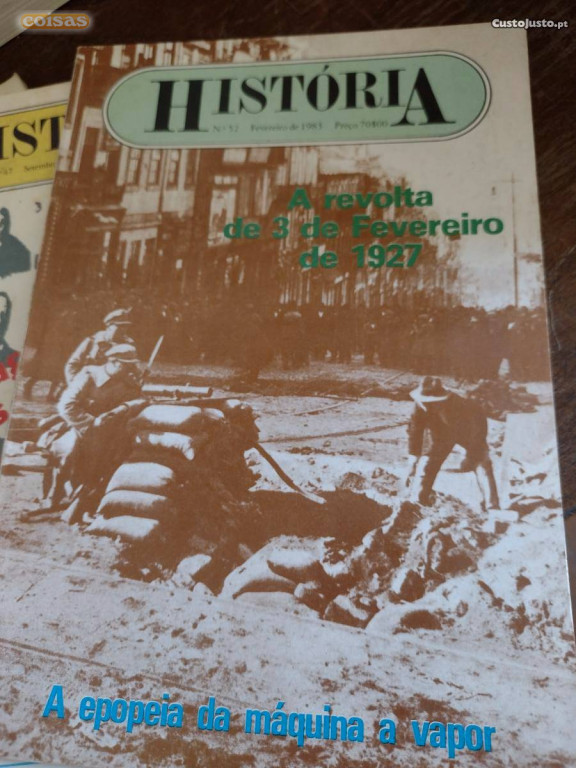 coisas
CustoJusto.pt
HISTÓRIA
Nº 52 Fevereiro de 1983 Preço 70$00
A revolta
de 3 de Fevereiro
de 1927
A epopeia da máquina a vapor
IST